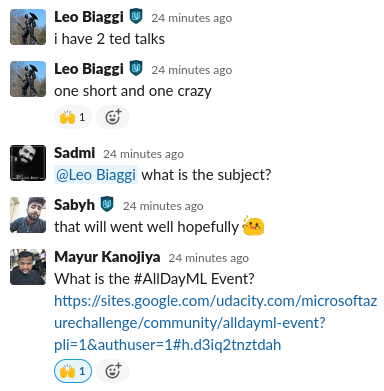 Leo Biaggi 24 minutes ago
i have 2 ted talks
Leo Biaggi 24 minutes ago
one short and one crazy
🙌 1
Sadmi 24 minutes ago
@Leo Biaggi what is the subject?
Sabyh 24 minutes ago
that will went well hopefully 🤗
Mayur Kanojiya 24 minutes ago
What is the #AllDayML Event?
https://sites.google.com/udacity.com/microsoftaz
urechallenge/community/alldayml-event?
pli=1&authuser=1#h.d3iq2tnztdah
🙌 1